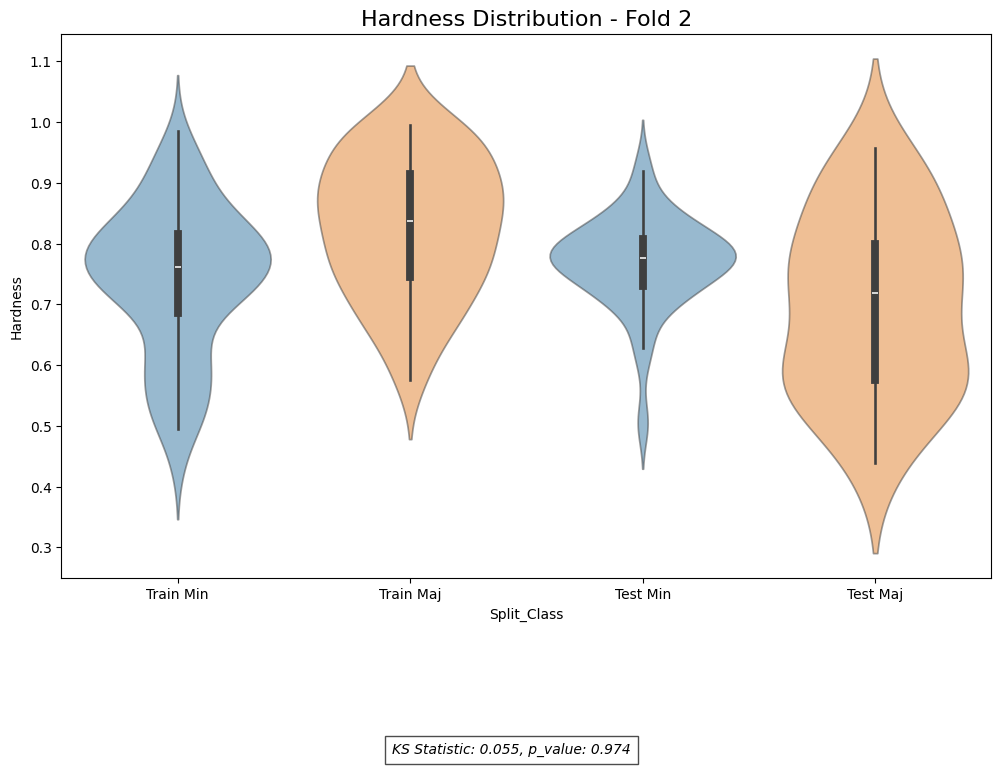 Hardness Distribution - Fold 2
Hardness
1.1
1.0
0.9
0.8
0.7
0.6
0.5
0.4
0.3
Train Min
Train Maj
Test Min
Test Maj
Split_Class
KS Statistic: 0.055, p_value: 0.974